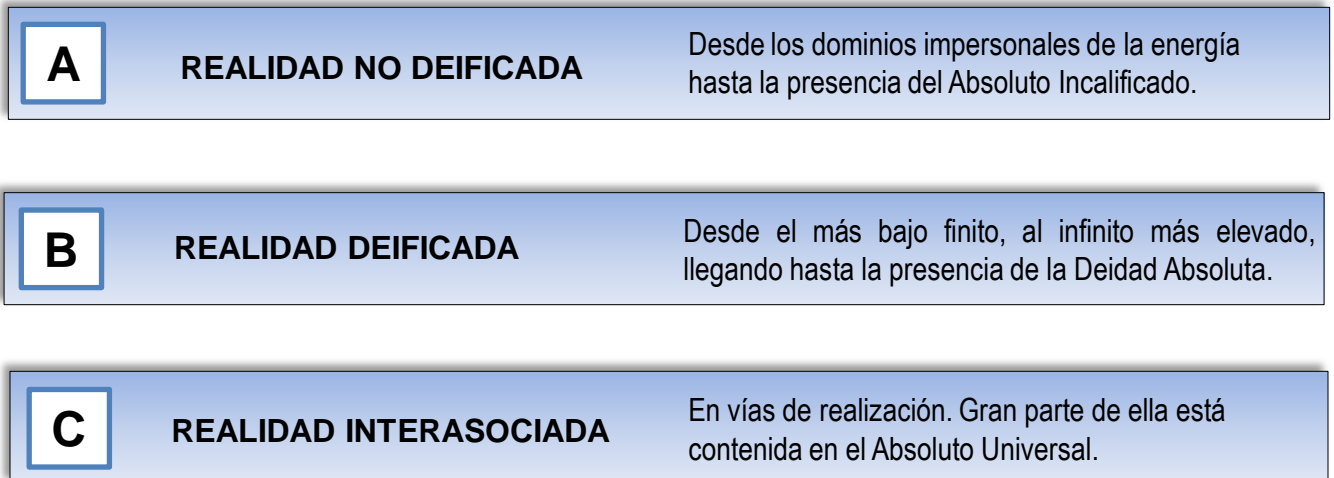 A
REALIDAD NO DEIFICADA
Desde los dominios impersonales de la energía
hasta la presencia del Absoluto Incalificado.
B
REALIDAD DEIFICADA
Desde el más bajo finito, al infinito más elevado,
llegando hasta la presencia de la Deidad Absoluta.
C
REALIDAD INTERASOCIADA
En vías de realización. Gran parte de ella está
contenida en el Absoluto Universal.